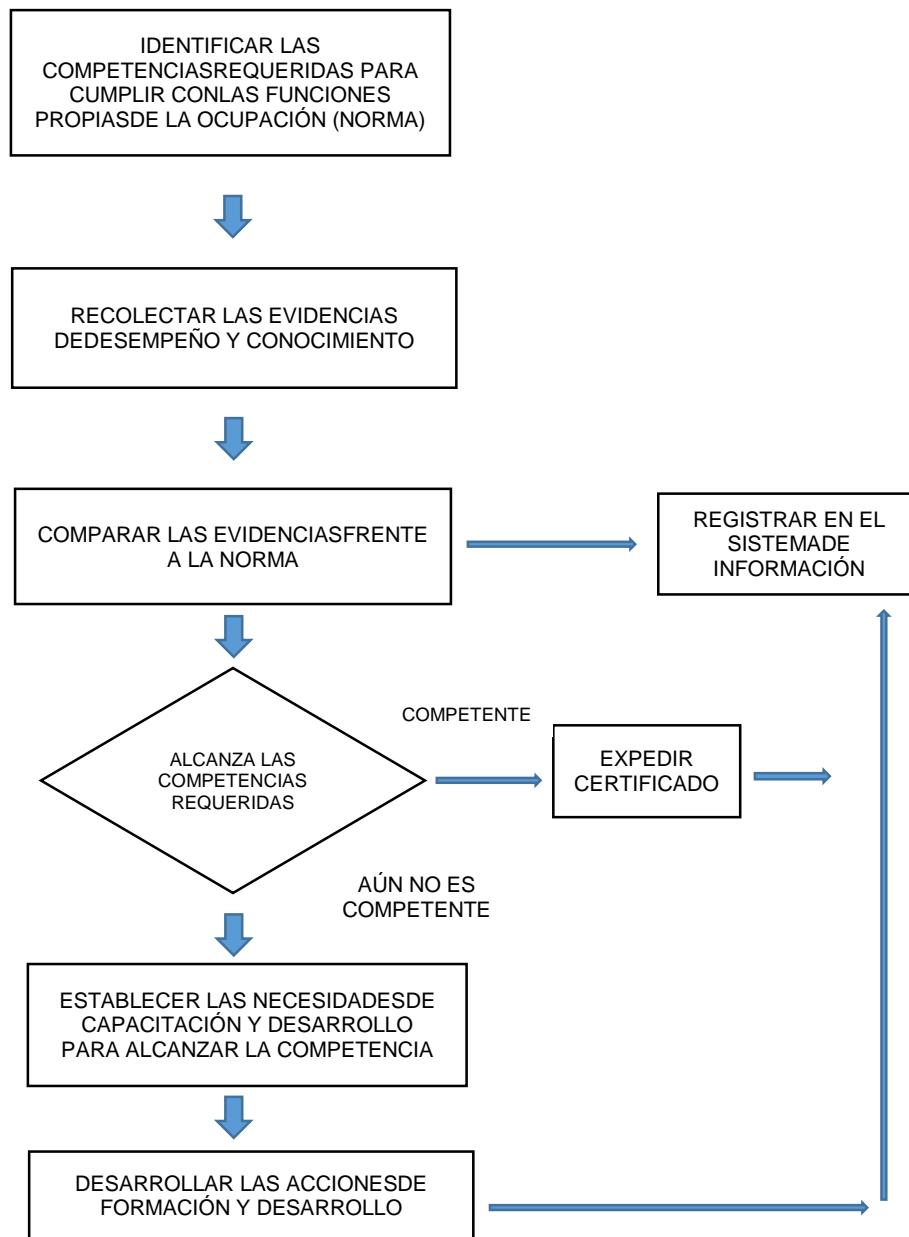 IDENTIFICAR LAS
COMPETENCIASREQUERIDAS PARA
CUMPLIR CONLAS FUNCIONES
PROPIASDE LA OCUPACIÓN (NORMA)
RECOLECTAR LAS EVIDENCIAS
DEDESEMPEÑO Y CONOCIMIENTO
COMPARAR LAS EVIDENCIASFRENTE
A LA NORMA
REGISTRAR EN EL
SISTEMADE
INFORMACIÓN
ALCANZA LAS
COMPETENCIAS
REQUERIDAS
COMPETENTE
EXPEDIR
CERTIFICADO
AÚN NO ES
COMPETENTE
ESTABLECER LAS NECESIDADESDE
CAPACITACIÓN Y DESARROLLO
PARA ALCANZAR LA COMPETENCIA
DESARROLLAR LAS ACCIONESDE
FORMACIÓN Y DESARROLLO